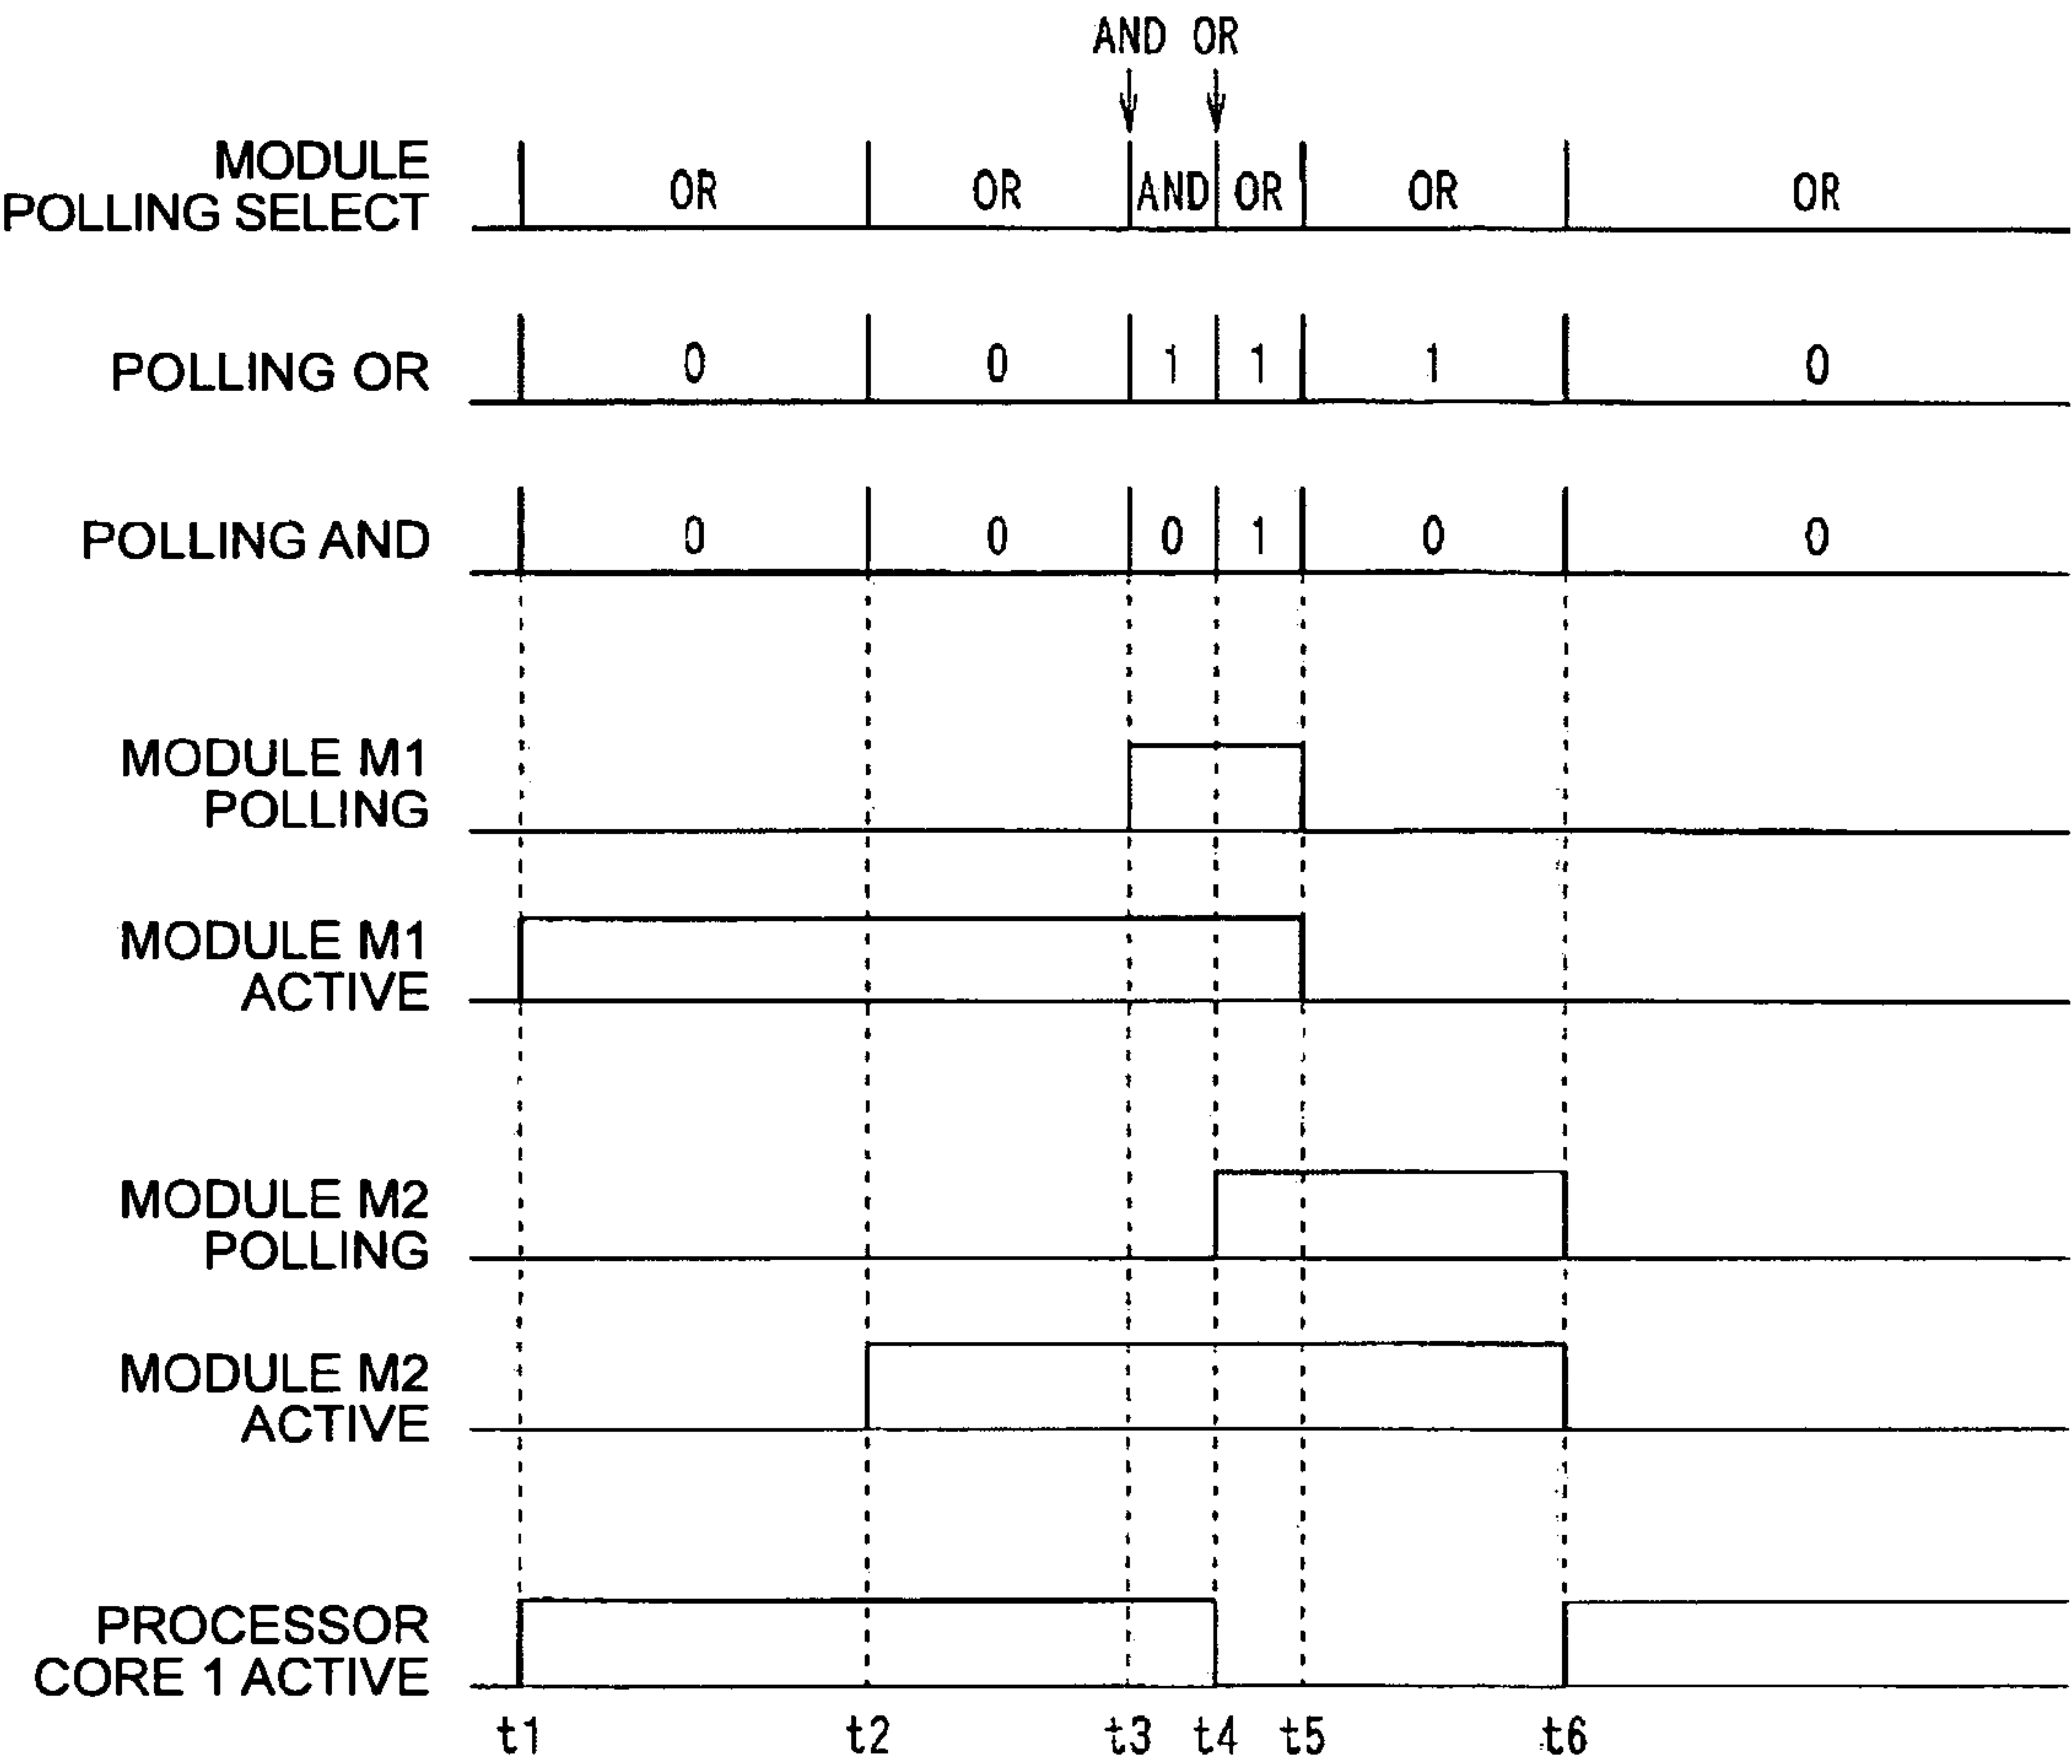 AND OR
MODULE
POLLING SELECT
OR OR AND OR OR OR
POLLING OR
0 0 1 1 1 0
POLLING AND
0 0 0 1 0 0
MODULE M1
POLLING
MODULE M1
ACTIVE
MODULE M2
POLLING
MODULE M2
ACTIVE
PROCESSOR
CORE 1 ACTIVE
t1 t2 t3 t4 t5 t6